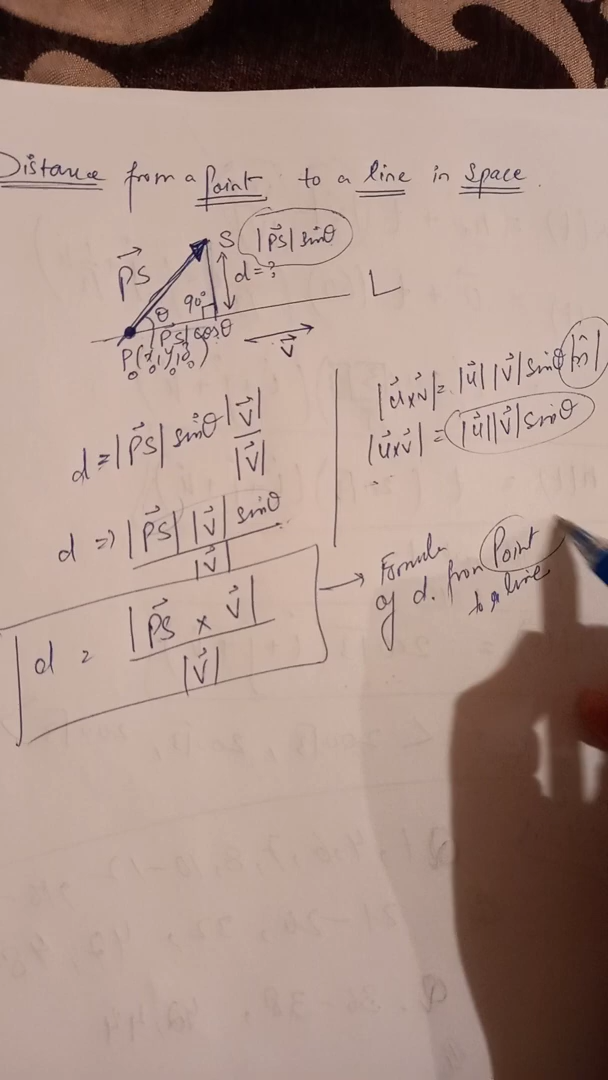 Distance from a Point to a line in Space.
S |PS| sinθ
PS
d=?
L
θ 90°
|PS| cosθ
P(x₀,y₀,z₀)
V
d = |PS| sinθ |V| / |V|
d => |PS| |V| sinθ / |V|
d = |PS x V| / |V|
|u×v| = |u| |v| sinθ |n̂|
|u×v| = |u||v| sinθ
→ Formula
of d. from Point
to a line